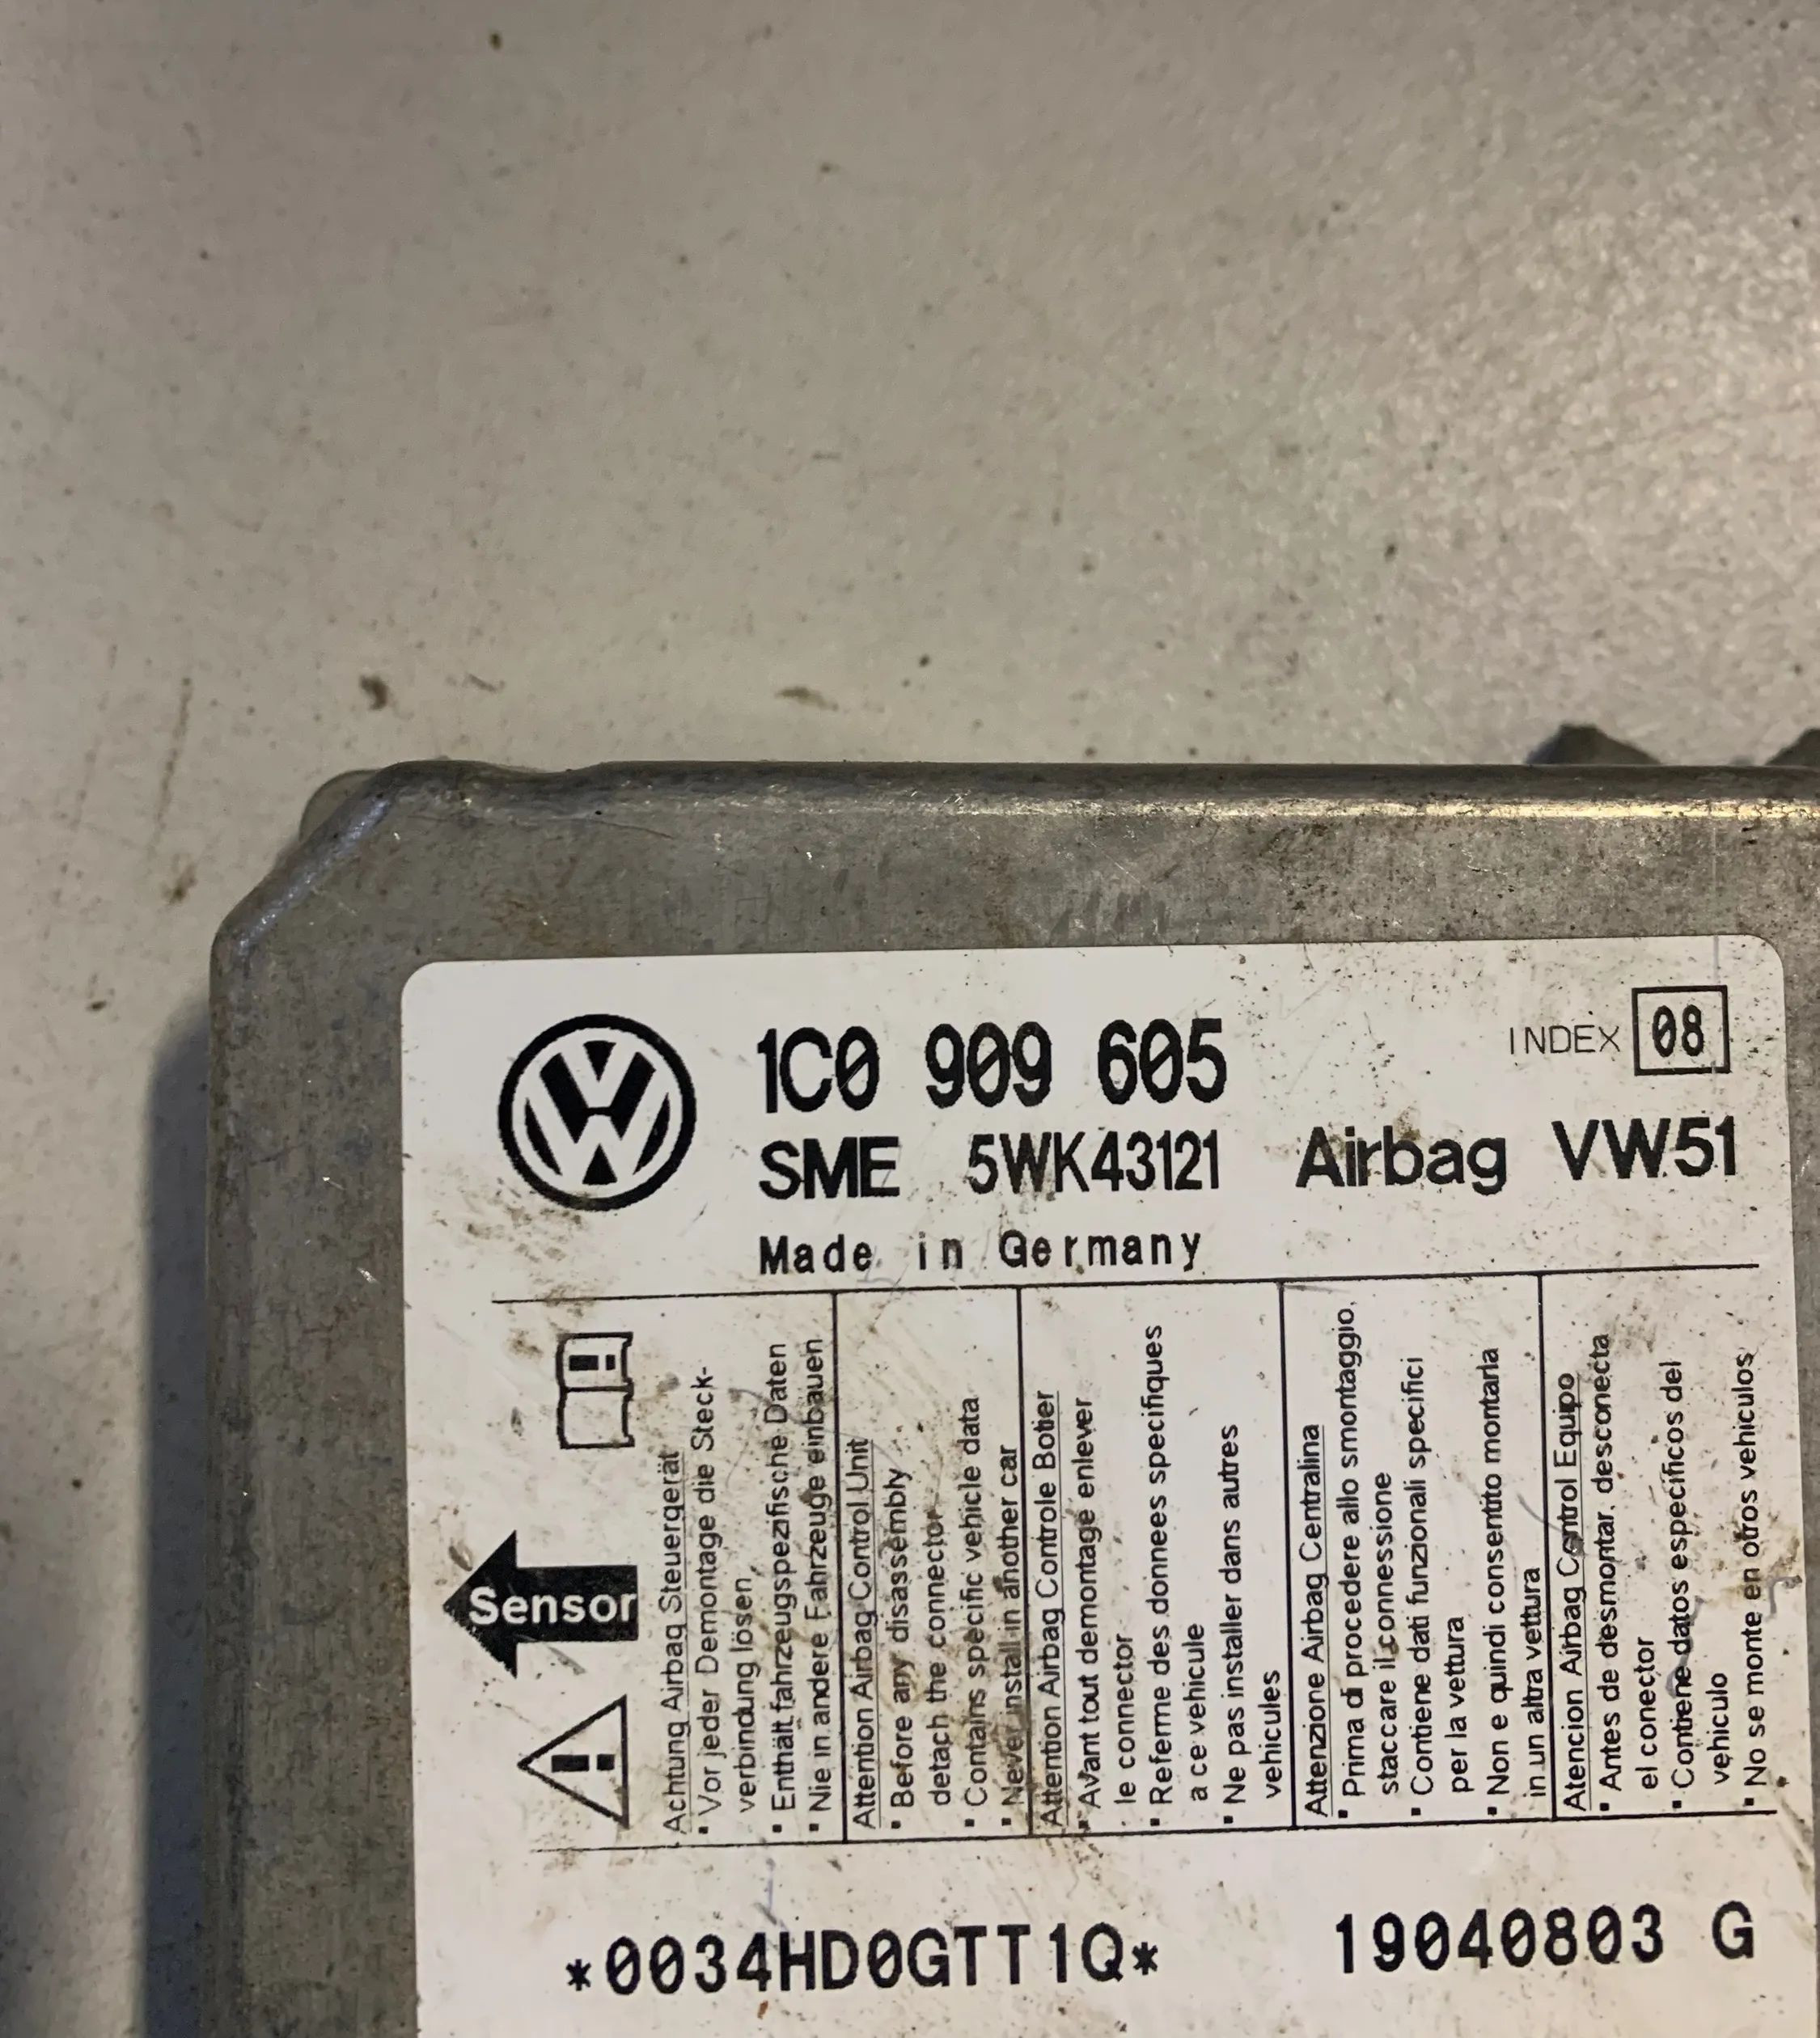 1C0 909 605
INDEX 08
SME 5WK43121 Airbag VW51
Made in Germany
Sensor
Achtung Airbag Steuergerät
• Vor jeder Demontage die Steck-
verbindung lösen
• Enthält fahrzeugspezifische Daten
• Nie in andere Fahrzeuge einbauen
Attention Airbag Control Unit
• Before any disassembly
detach the connector
• Contains specific vehicle data
• Never install in another car
Attention Airbag Controle Botier
• Avant tout demontage enlever
le connector
• Referme des donnees specifiques
a ce vehicule
• Ne pas installer dans autres
vehicules
Attenzione Airbag Centralina
• Prima di procedere allo smontaggio,
staccare il connessione
• Contiene dati funzionali specifici
per la vettura
• Non e quindi consentito montarla
in un altra vettura
Atencion Airbag Control Equipo
• Antes de desmontar, desconecta
el conector
• Contiene datos especificos del
vehiculo
• No se monte en otros vehiculos
*0034HD0GTT1Q* 19040803 G